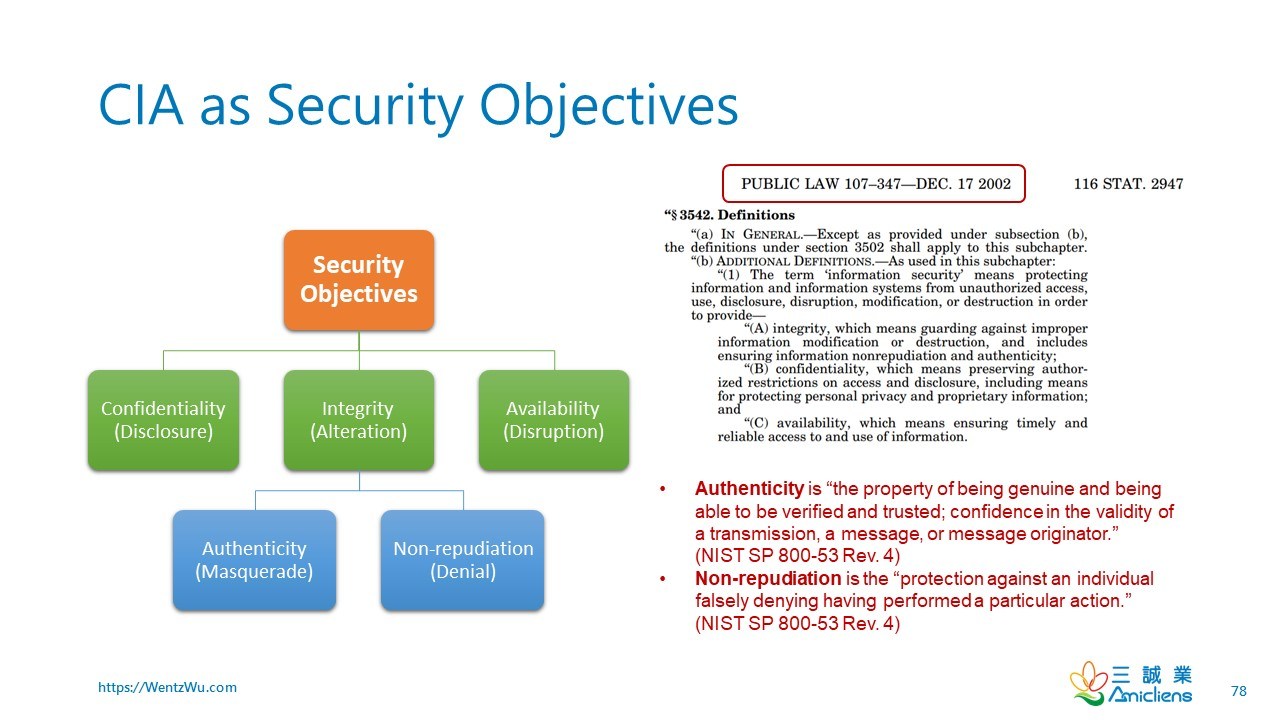 CIA as Security Objectives
Security
Objectives
Confidentiality
(Disclosure)
Integrity
(Alteration)
Availability
(Disruption)
Authenticity
(Masquerade)
Non-repudiation
(Denial)
PUBLIC LAW 107–347—DEC. 17 2002
116 STAT. 2947
“§ 3542. Definitions
“(a) IN GENERAL.—Except as provided under subsection (b),
the definitions under section 3502 shall apply to this subchapter.
“(b) ADDITIONAL DEFINITIONS.—As used in this subchapter:
“(1) The term ‘information security’ means protecting
information and information systems from unauthorized access,
use, disclosure, disruption, modification, or destruction in order
to provide—
“(A) integrity, which means guarding against improper
information modification or destruction, and includes
ensuring information nonrepudiation and authenticity;
“(B) confidentiality, which means preserving author-
ized restrictions on access and disclosure, including means
for protecting personal privacy and proprietary information;
and
“(C) availability, which means ensuring timely and
reliable access to and use of information.
• Authenticity is “the property of being genuine and being
able to be verified and trusted; confidence in the validity of
a transmission, a message, or message originator.”
(NIST SP 800-53 Rev. 4)
• Non-repudiation is the “protection against an individual
falsely denying having performed a particular action.”
(NIST SP 800-53 Rev. 4)
https://WentzWu.com
三誠業
Amicliens
78